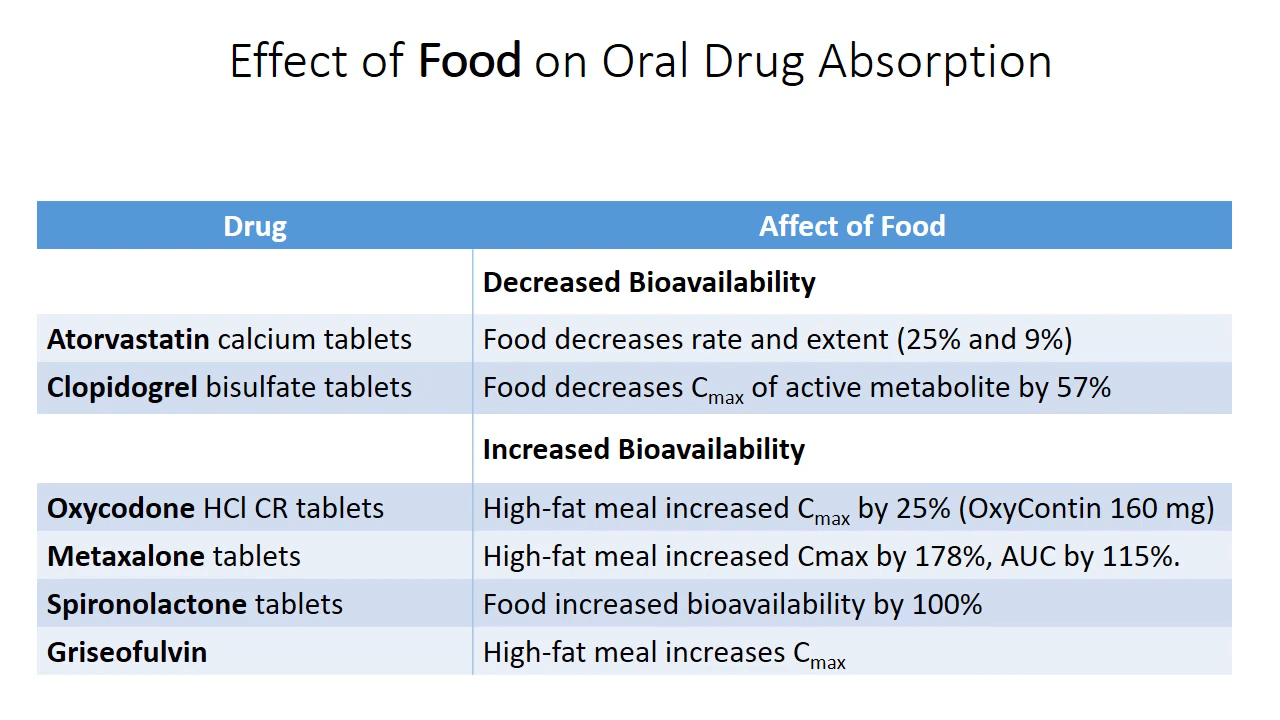 Effect of Food on Oral Drug Absorption
Drug Affect of Food
Decreased Bioavailability
Atorvastatin calcium tablets Food decreases rate and extent (25% and 9%)
Clopidogrel bisulfate tablets Food decreases Cmax of active metabolite by 57%
Increased Bioavailability
Oxycodone HCl CR tablets High-fat meal increased Cmax by 25% (OxyContin 160 mg)
Metaxalone tablets High-fat meal increased Cmax by 178%, AUC by 115%.
Spironolactone tablets Food increased bioavailability by 100%
Griseofulvin High-fat meal increases Cmax